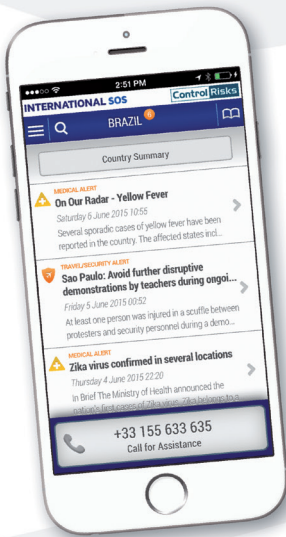 2:51 PM
INTERNATIONAL SOS
Control Risks
BRAZIL 6
Country Summary
MEDICAL ALERT
On Our Radar - Yellow Fever
Saturday 6 June 2015 10:55
Several sporadic cases of yellow fever have been
reported in the country. The affected states incl...
TRAVEL/SECURITY ALERT
Sao Paulo: Avoid further disruptive
demonstrations by teachers during ongoi...
Friday 5 June 2015 00:52
At least one person was injured in a scuffle between
protesters and security personnel during a demo...
MEDICAL ALERT
Zika virus confirmed in several locations
Thursday 4 June 2015 22:20
In Brief The Ministry of Health announced the
nation's first cases of Zika virus. Zika belongs to a
+33 155 633 635
Call for Assistance